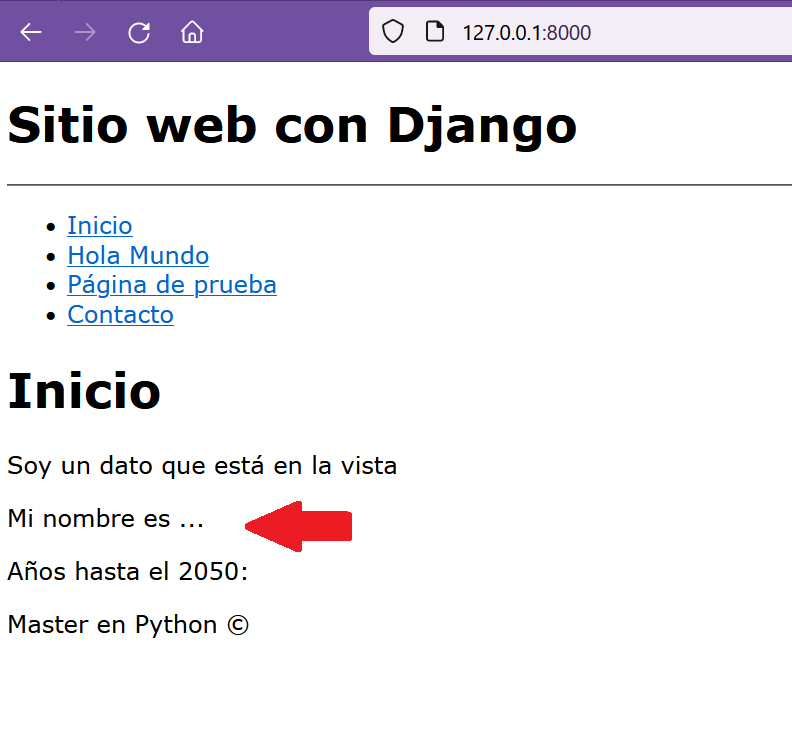 127.0.0.1:8000
Sitio web con Django
Inicio
Hola Mundo
Página de prueba
Contacto
Inicio
Soy un dato que está en la vista
Mi nombre es ...
Años hasta el 2050:
Master en Python ©